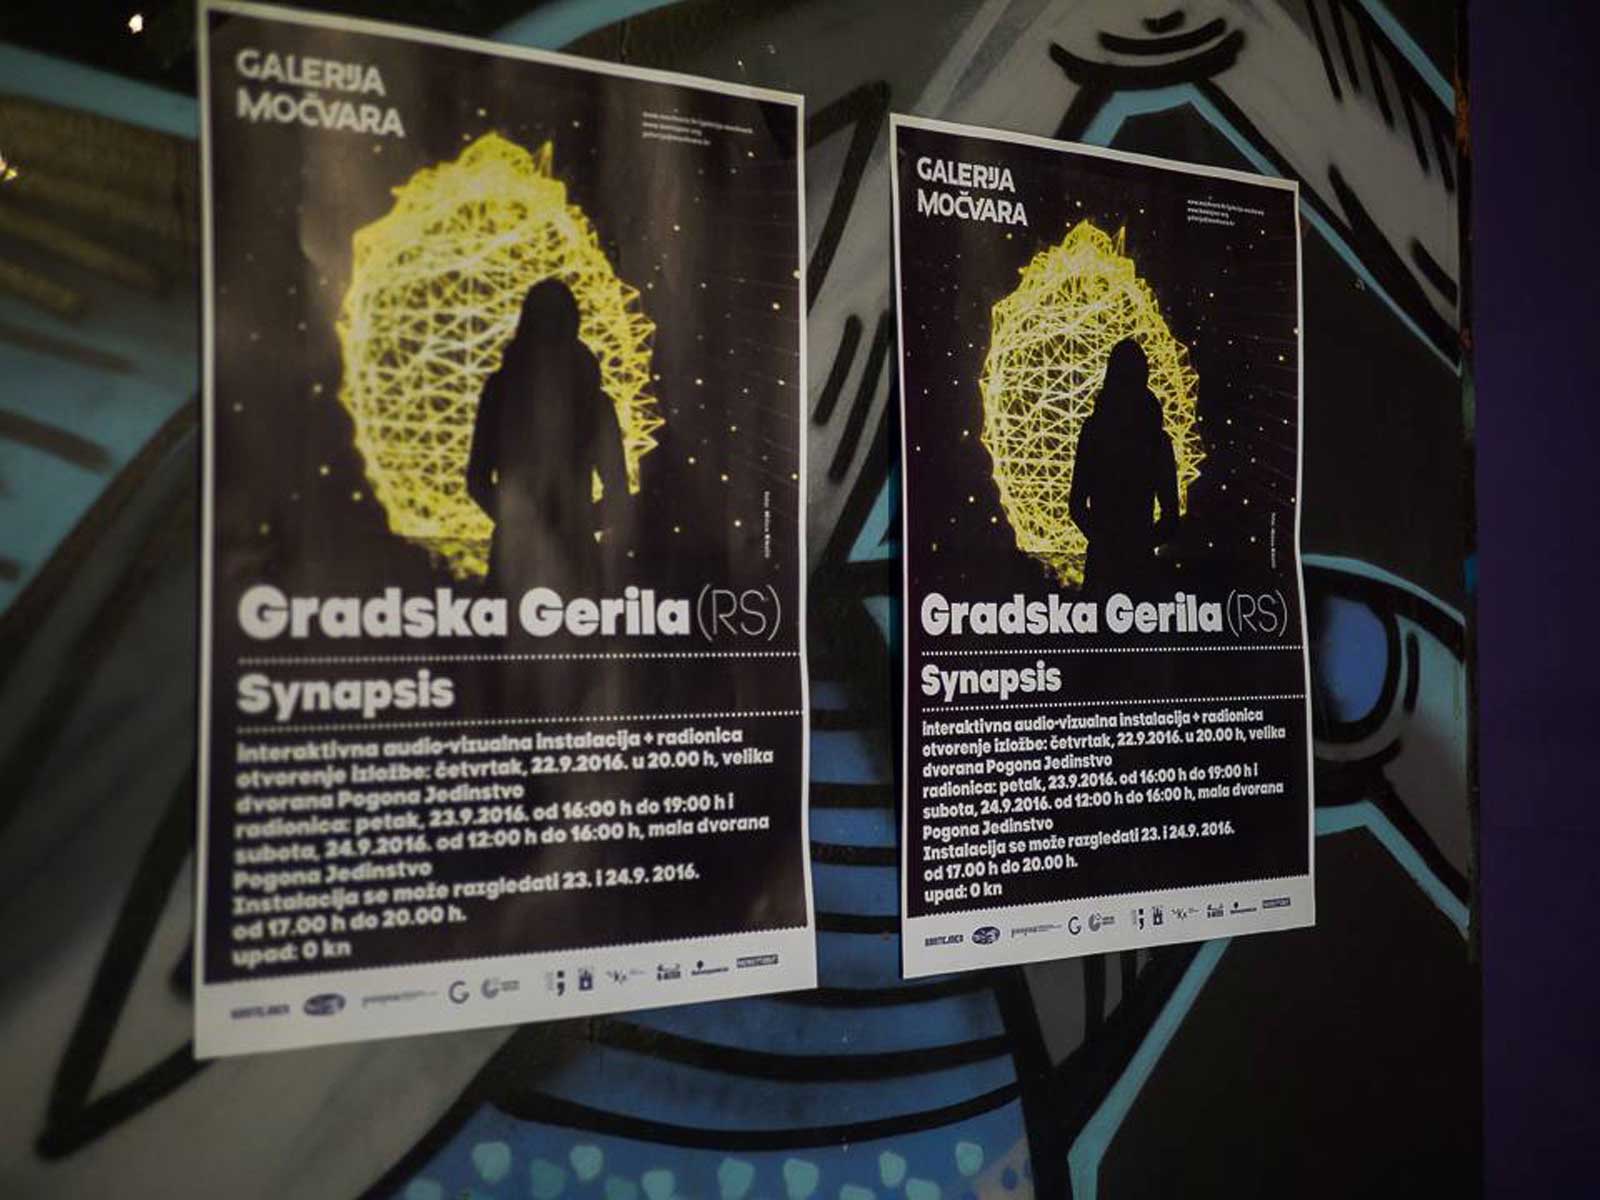 GALERIJA
MOČVARA
Gradska Gerila (RS)
Synapsis
interaktivna audio-vizualna instalacija + radionica
otvorenje izložbe: četvrtak, 22.9.2016. u 20.00 h, velika
dvorana Pogona Jedinstvo
radionica: petak, 23.9.2016. od 16:00 h do 19:00 h i
subota, 24.9.2016. od 12:00 h do 16:00 h, mala dvorana
Pogona Jedinstvo
Instalacija se može razgledati 23. i 24.9. 2016.
od 17.00 h do 20.00 h.
upad: 0 kn
GALERIJA
MOČVARA
Gradska Gerila (RS)
Synapsis
interaktivna audio-vizualna instalacija + radionica
otvorenje izložbe: četvrtak, 22.9.2016. u 20.00 h, velika
dvorana Pogona Jedinstvo
radionica: petak, 23.9.2016. od 16:00 h do 19:00 h i
subota, 24.9.2016. od 12:00 h do 16:00 h, mala dvorana
Pogona Jedinstvo
Instalacija se može razgledati 23. i 24.9. 2016.
od 17.00 h do 20.00 h.
upad: 0 kn